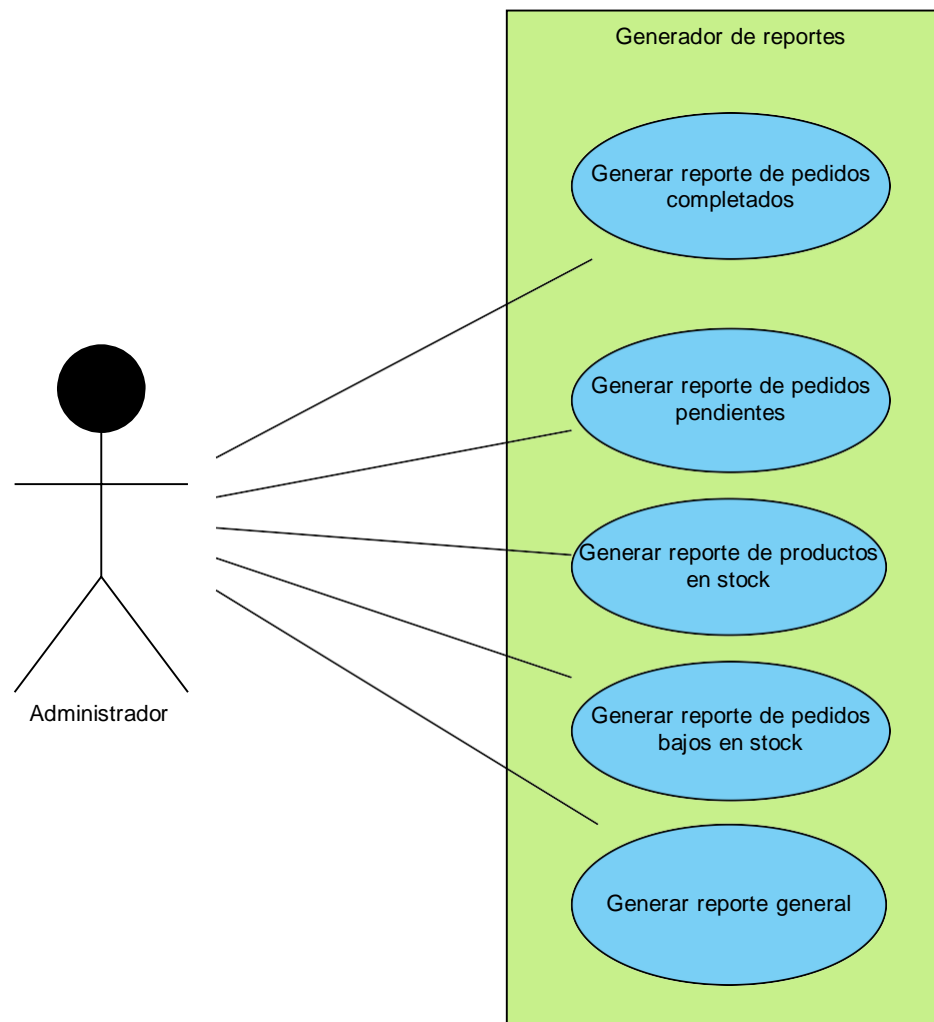 Generador de reportes
Generar reporte de pedidos
completados
Generar reporte de pedidos
pendientes
Generar reporte de productos
en stock
Administrador
Generar reporte de pedidos
bajos en stock
Generar reporte general